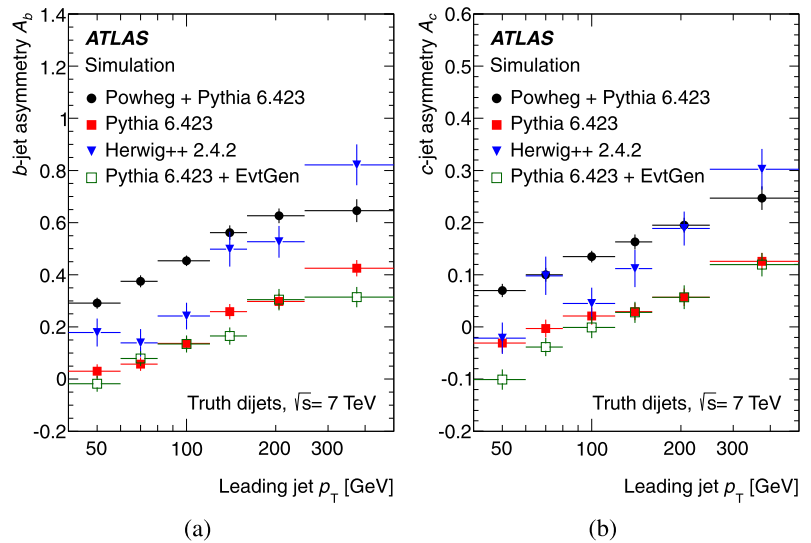 b-jet asymmetry A_b
1.4
1.2
1
0.8
0.6
0.4
0.2
0
-0.2
ATLAS
Simulation
Powheg + Pythia 6.423
Pythia 6.423
Herwig++ 2.4.2
Pythia 6.423 + EvtGen
Truth dijets, √s= 7 TeV
50 100 200 300
Leading jet p_T [GeV]
(a)
c-jet asymmetry A_c
0.6
0.5
0.4
0.3
0.2
0.1
0
-0.1
-0.2
ATLAS
Simulation
Powheg + Pythia 6.423
Pythia 6.423
Herwig++ 2.4.2
Pythia 6.423 + EvtGen
Truth dijets, √s= 7 TeV
50 100 200 300
Leading jet p_T [GeV]
(b)